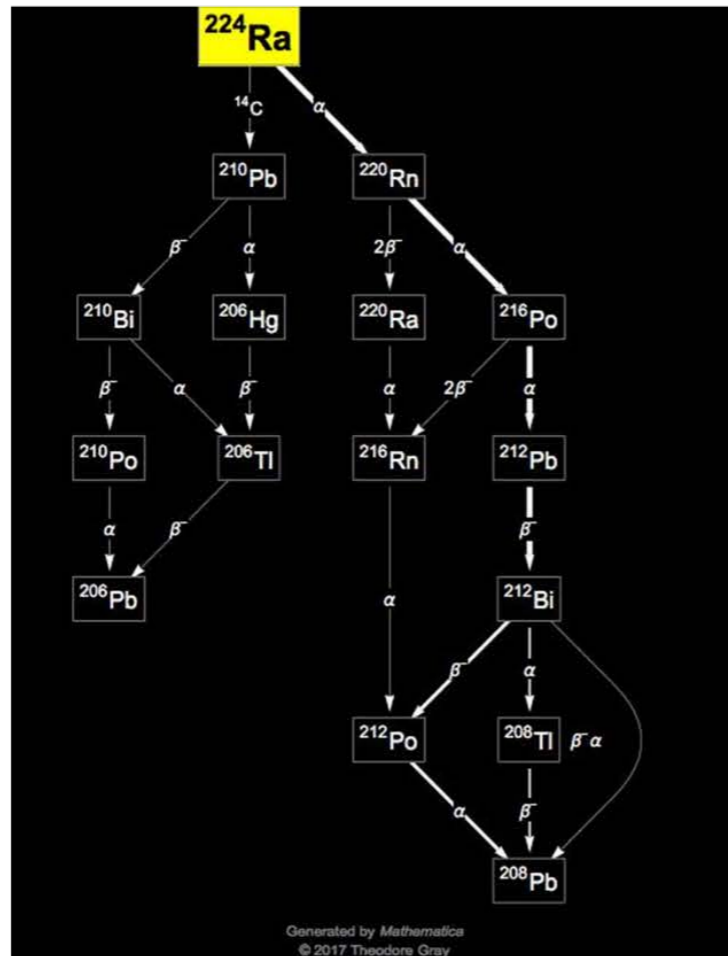 ²²⁴Ra
¹⁴C α
²¹⁰Pb ²²⁰Rn
β⁻ α 2β⁻ α
²¹⁰Bi ²⁰⁶Hg ²²⁰Ra ²¹⁶Po
β⁻ α β⁻ α 2β⁻ α
²¹⁰Po ²⁰⁶Tl ²¹⁶Rn ²¹²Pb
α β⁻ β⁻
²⁰⁶Pb ²¹²Bi
α
β⁻ α
²¹²Po ²⁰⁸Tl β⁻ α
α β⁻
²⁰⁸Pb
Generated by Mathematica
© 2017 Theodore Gray